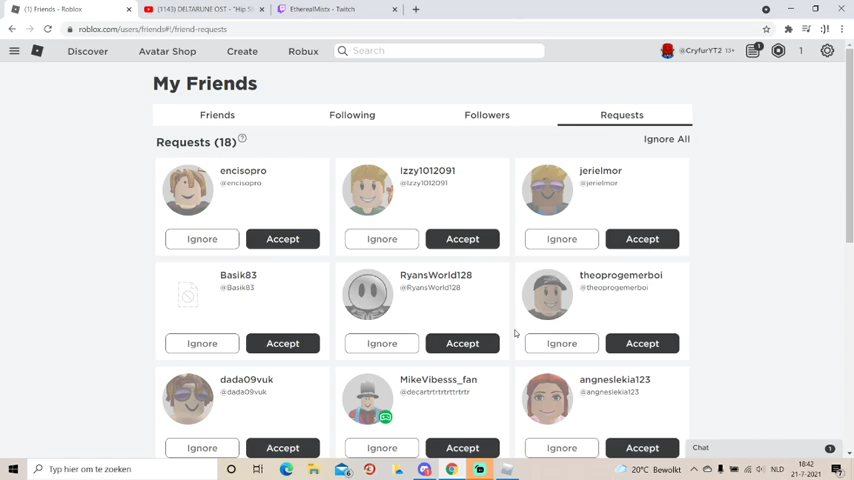 (1) Friends - Roblox
(1143) DELTARUNE OST - "Hip S
EtherealMistx - Twitch
roblox.com/users/friends#!/friend-requests
Discover
Avatar Shop
Create
Robux
Search
@CryfurYT2 13+
1
1
My Friends
Friends
Following
Followers
Requests
Requests (18)
Ignore All
encisopro
@encisopro
Ignore
Accept
Izzy1012091
@Izzy1012091
Ignore
Accept
jerielmor
@jerielmor
Ignore
Accept
Basik83
@Basik83
Ignore
Accept
RyansWorld128
@RyansWorld128
Ignore
Accept
theoprogemerboi
@theoprogemerboi
Ignore
Accept
dada09vuk
@dada09vuk
Ignore
Accept
MikeVibesss_fan
Ignore
Accept
angneslekia123
@angneslekia123
Ignore
Accept
Chat
1
Typ hier om te zoeken
6
20°C Bewolkt
NLD
18:42
21-7-2021
7